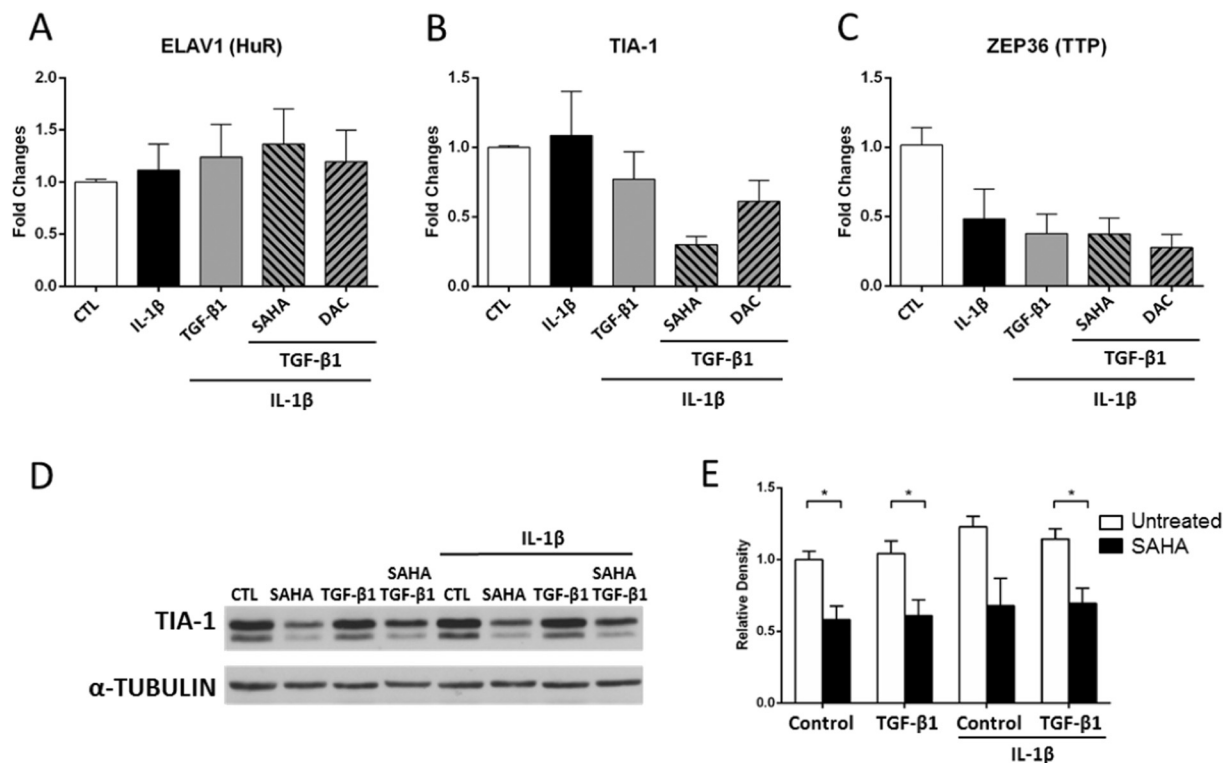 A
ELAV1 (HuR)
Fold Changes
2.0
1.5
1.0
0.5
0.0
CTL
IL-1β
TGF-β1
SAHA
DAC
TGF-β1
IL-1β
B
TIA-1
Fold Changes
1.5
1.0
0.5
0.0
CTL
IL-1β
TGF-β1
SAHA
DAC
TGF-β1
IL-1β
C
ZEP36 (TTP)
Fold Changes
1.5
1.0
0.5
0.0
CTL
IL-1β
TGF-β1
SAHA
DAC
TGF-β1
IL-1β
D
IL-1β
SAHA SAHA
CTL SAHA TGF-β1 TGF-β1 CTL SAHA TGF-β1 TGF-β1
TIA-1
α-TUBULIN
E
Relative Density
1.5
1.0
0.5
0.0
* * *
Untreated
SAHA
Control TGF-β1 Control TGF-β1
IL-1β